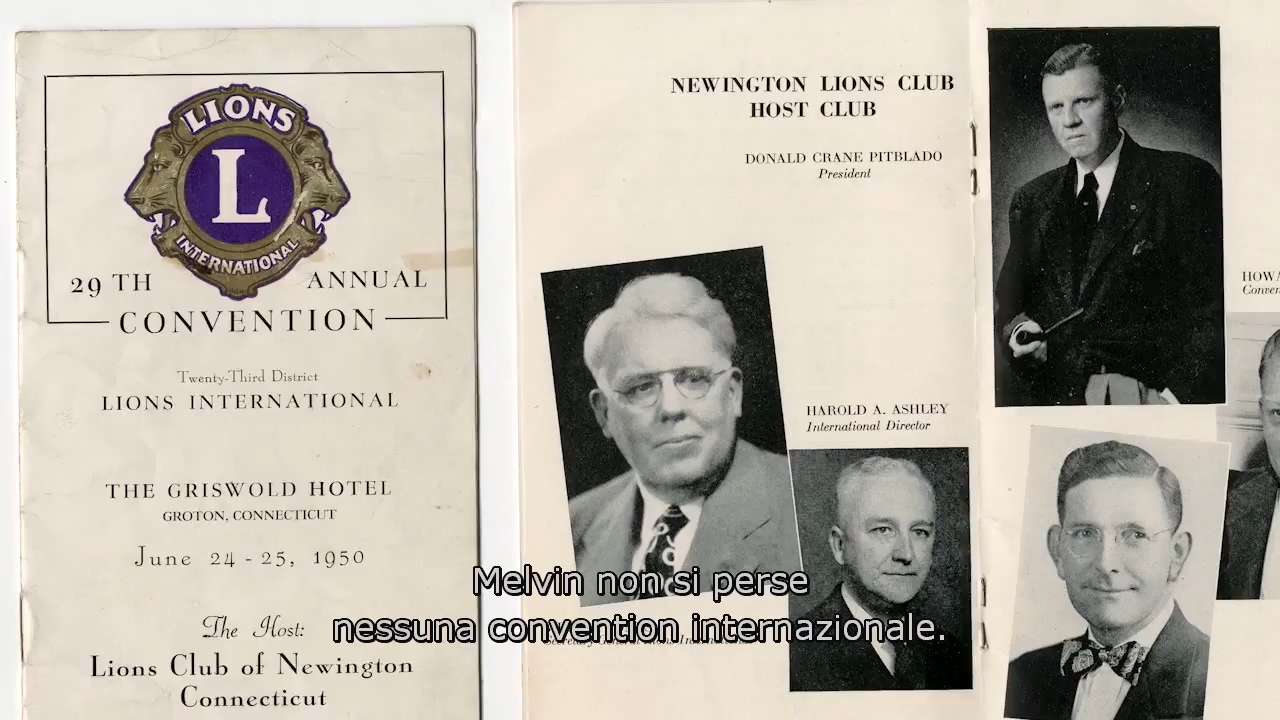 LIONS
L
INTERNATIONAL
29 TH ANNUAL
CONVENTION
Twenty-Third District
LIONS INTERNATIONAL
THE GRISWOLD HOTEL
GROTON, CONNECTICUT
June 24 - 25, 1950
The Host:
Lions Club of Newington
Connecticut
NEWINGTON LIONS CLUB
HOST CLUB
DONALD CRANE PITBLADO
President
HAROLD A. ASHLEY
International Director
Melvin non si perse
nessuna convention internazionale.